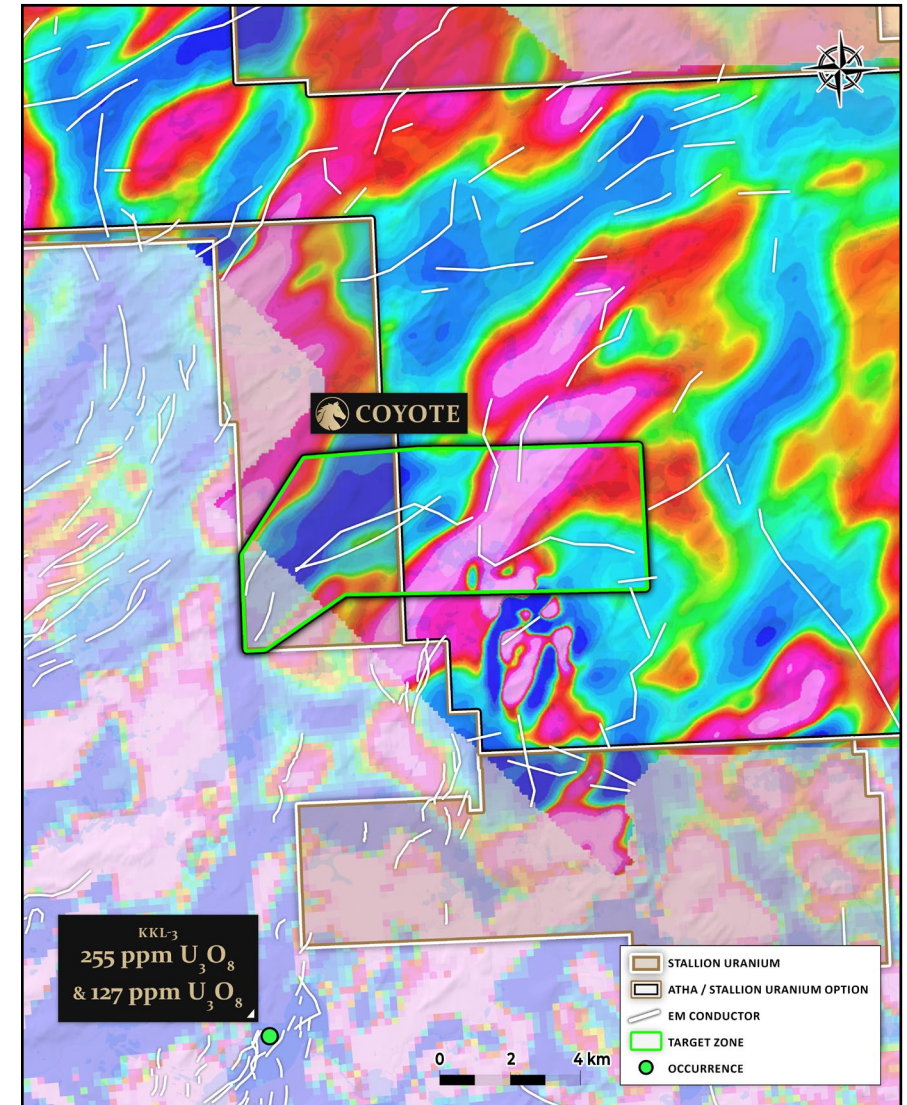 COYOTE
KKL-3
255 ppm U3O8
& 127 ppm U3O8
0 2 4 km
STALLION URANIUM
ATHA / STALLION URANIUM OPTION
EM CONDUCTOR
TARGET ZONE
OCCURRENCE